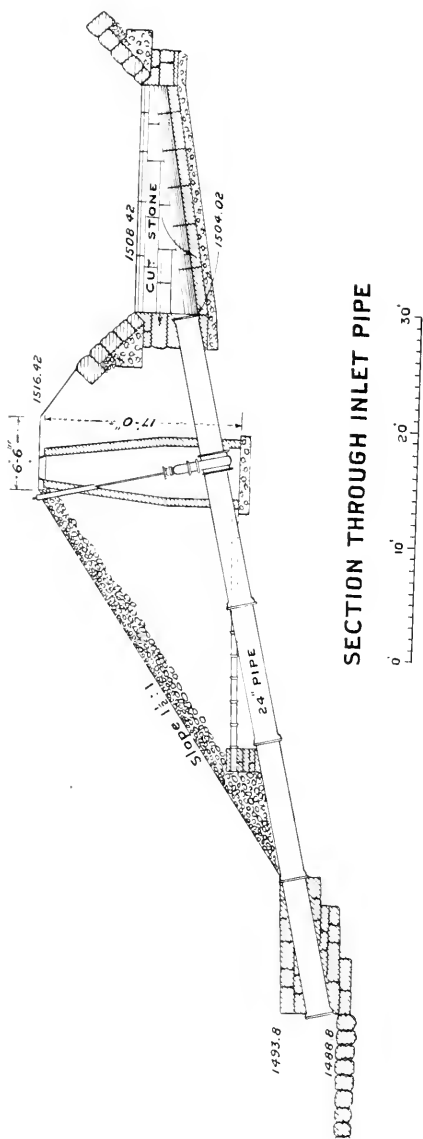 6'-6"
1516.42
17'-0"
1508.42
CUT STONE
1504.02
Slope 1½:1
24" PIPE
1493.8
1488.8
SECTION THROUGH INLET PIPE
0' 10' 20' 30'